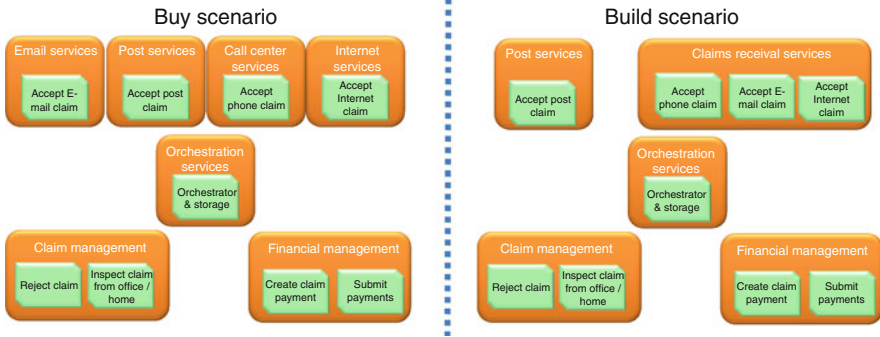 Buy scenario
Email services
Accept E-
mail claim
Post services
Accept post
claim
Call center
services
Accept
phone claim
Internet
services
Accept
Internet
claim
Orchestration
services
Orchestrator
& storage
Claim management
Reject claim
Inspect claim
from office /
home
Financial management
Create claim
payment
Submit
payments
Build scenario
Post services
Accept post
claim
Claims receival services
Accept
phone claim
Accept E-
mail claim
Accept
Internet
claim
Orchestration
services
Orchestrator
& storage
Claim management
Reject claim
Inspect claim
from office /
home
Financial management
Create claim
payment
Submit
payments